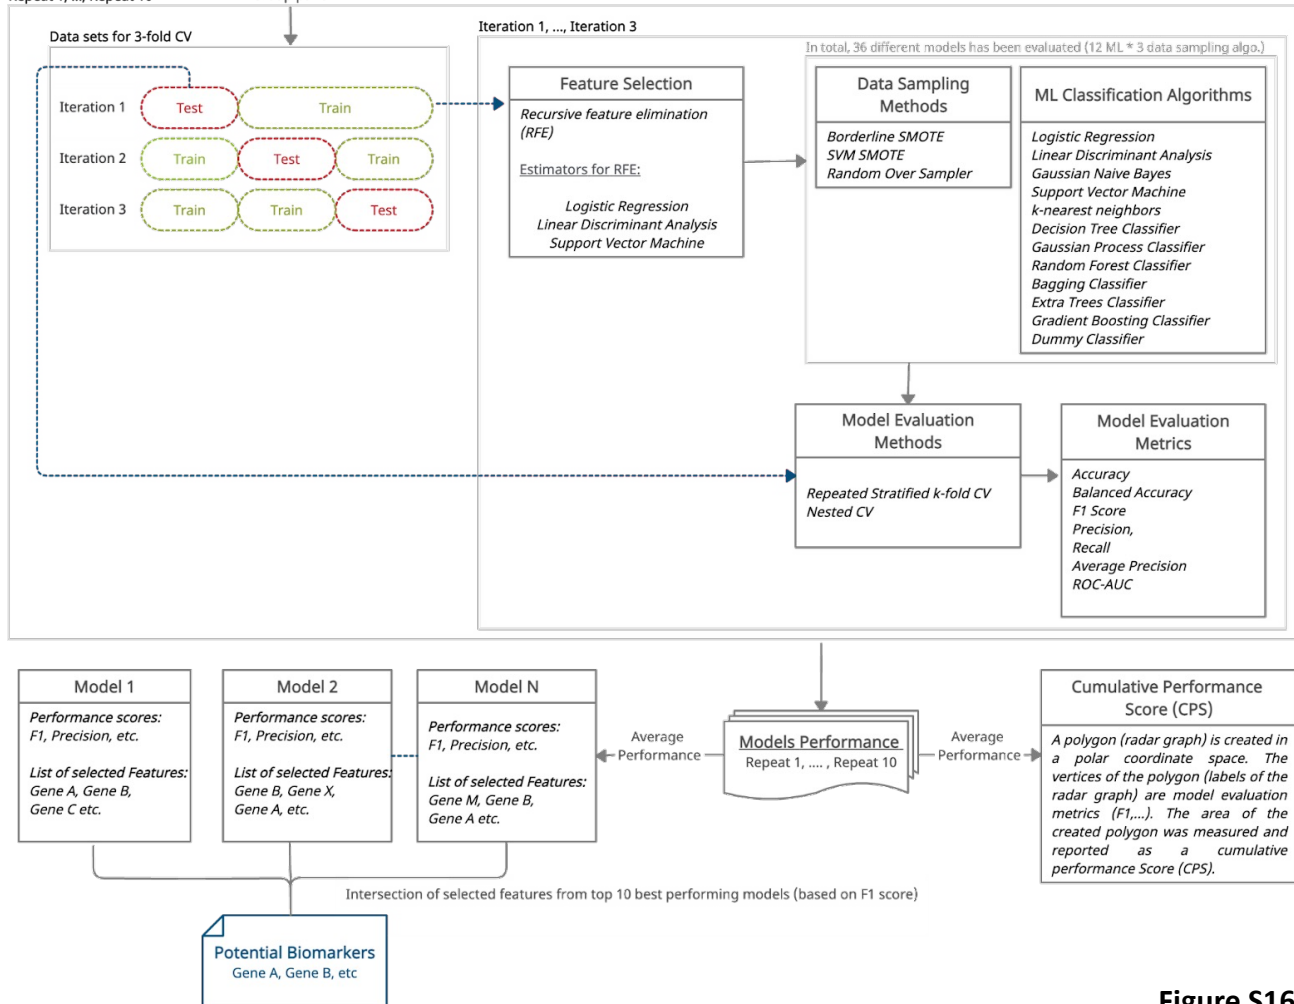 Repeat 1, ..., Repeat 10
Data sets for 3-fold CV
Iteration 1
Test
Train
Iteration 2
Train
Test
Train
Iteration 3
Train
Train
Test
Iteration 1, ..., Iteration 3
In total, 36 different models has been evaluated (12 ML * 3 data sampling algo.)
Feature Selection
Recursive feature elimination
(RFE)
Estimators for RFE:
Logistic Regression
Linear Discriminant Analysis
Support Vector Machine
Data Sampling
Methods
Borderline SMOTE
SVM SMOTE
Random Over Sampler
ML Classification Algorithms
Logistic Regression
Linear Discriminant Analysis
Gaussian Naive Bayes
Support Vector Machine
k-nearest neighbors
Decision Tree Classifier
Gaussian Process Classifier
Random Forest Classifier
Bagging Classifier
Extra Trees Classifier
Gradient Boosting Classifier
Dummy Classifier
Model Evaluation
Methods
Repeated Stratified k-fold CV
Nested CV
Model Evaluation
Metrics
Accuracy
Balanced Accuracy
F1 Score
Precision,
Recall
Average Precision
ROC-AUC
Model 1
Performance scores:
F1, Precision, etc.
List of selected Features:
Gene A, Gene B,
Gene C etc.
Model 2
Performance scores:
F1, Precision, etc.
List of selected Features:
Gene B, Gene X,
Gene A, etc.
Model N
Performance scores:
F1, Precision, etc.
List of selected Features:
Gene M, Gene B,
Gene A etc.
Average
Performance
Models Performance
Repeat 1, .... , Repeat 10
Average
Performance
Cumulative Performance
Score (CPS)
A polygon (radar graph) is created in
a polar coordinate space. The
vertices of the polygon (labels of the
radar graph) are model evaluation
metrics (F1,...). The area of the
created polygon was measured and
reported as a cumulative
performance Score (CPS).
Intersection of selected features from top 10 best performing models (based on F1 score)
Potential Biomarkers
Gene A, Gene B, etc
Figure S16